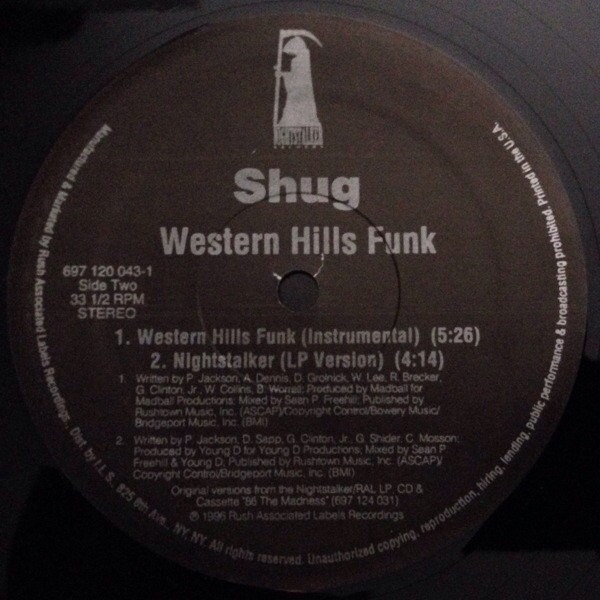 Shug
Western Hills Funk
697 120 043-1
Side Two
33 1/2 RPM
STEREO
1. Western Hills Funk (Instrumental) (5:26)
2. Nightstalker (LP Version) (4:14)
1. Written by P. Jackson, A. Dennis, D. Grolnick, W. Lee, R. Brecker,
G. Clinton, Jr., W. Collins, B. Worrell; Produced by Madball for
Madball Productions; Mixed by Sean P. Freehill; Published by
Rushtown Music, Inc. (ASCAP)/Copyright Control/Bowery Music/
Bridgeport Music, Inc. (BMI)
2. Written by P. Jackson, D. Sapp, G. Clinton, Jr., G. Shider, C. Mosson;
Produced by Young D for Young D Productions; Mixed by Sean P.
Freehill & Young D, Published by Rushtown Music, Inc. (ASCAP)/
Copyright Control/Bridgeport Music, Inc. (BMI)
Original versions from the Nightstalker/RAL LP, CD &
Cassette "86 The Madness" (697 124 031)
℗ 1996 Rush Associated Labels Recordings
Manufactured & Marketed by Rush Associated Labels Recordings. Dist. by I.L.S. 825 8th Ave., NY, NY. All rights reserved. Unauthorized copying, reproduction, hiring, lending, public performance & broadcasting prohibited. Printed in the U.S.A.